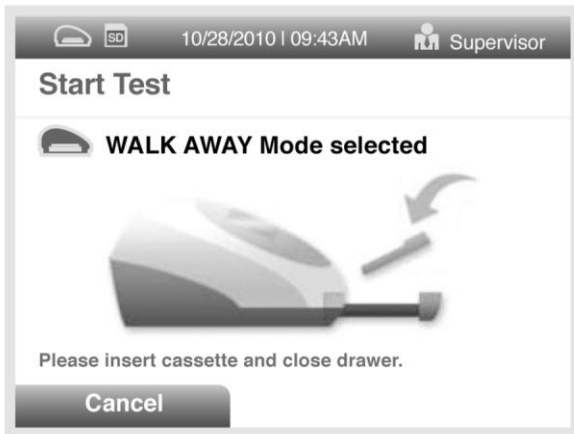 SD 10/28/2010 | 09:43AM Supervisor
Start Test
WALK AWAY Mode selected
Please insert cassette and close drawer.
Cancel